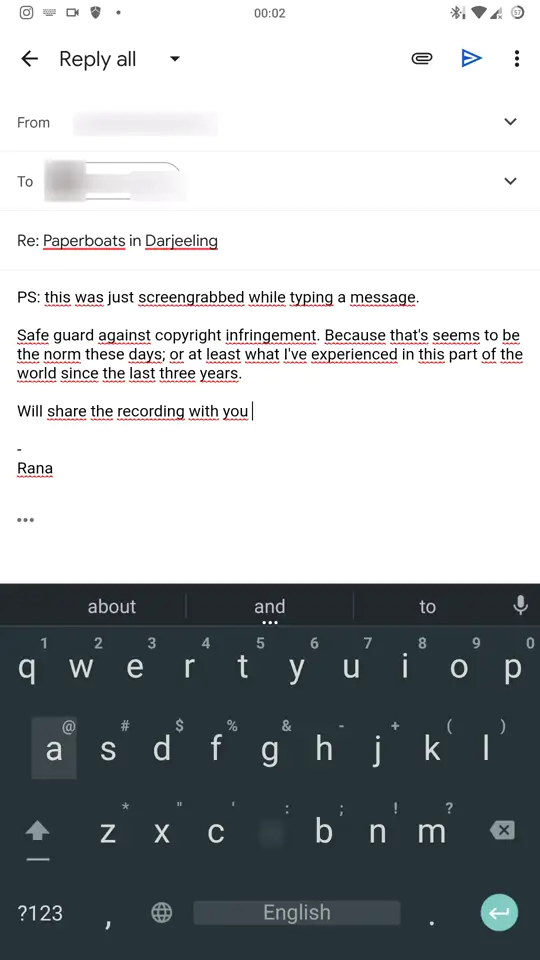 00:02
57
Reply all
From
To
Re: Paperboats in Darjeeling
PS: this was just screengrabbed while typing a message.
Safe guard against copyright infringement. Because that's seems to be
the norm these days; or at least what I've experienced in this part of the
world since the last three years.
Will share the recording with you
-
Rana
•••
about and to
1 2 3 4 5 6 7 8 9 0
q w e r t y u i o p
@ # $ % & - + ( )
a s d f g h j k l
* " ' : ; ! ?
z x c b n m
?123 , English .